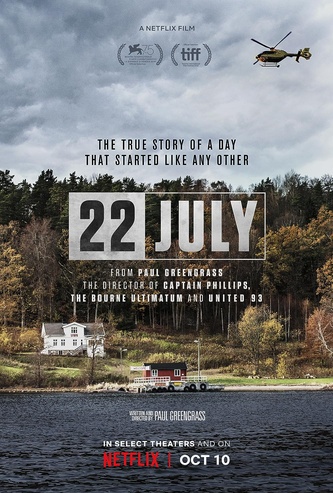 A NETFLIX FILM
75
tiff
THE TRUE STORY OF A DAY
THAT STARTED LIKE ANY OTHER
22 JULY
FROM PAUL GREENGRASS
THE DIRECTOR OF CAPTAIN PHILLIPS,
THE BOURNE ULTIMATUM AND UNITED 93
WRITTEN AND
DIRECTED BY PAUL GREENGRASS
IN SELECT THEATERS AND ON
NETFLIX | OCT 10